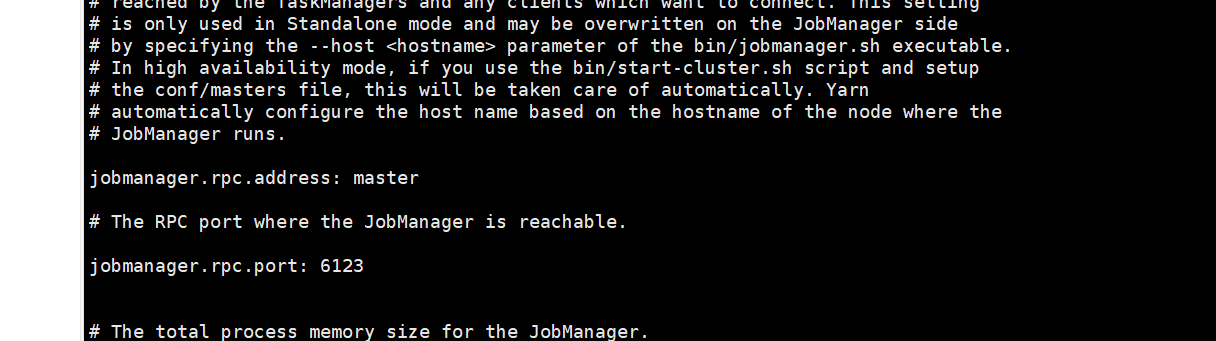 # reached by the TaskManagers and any clients which want to connect. This setting
# is only used in Standalone mode and may be overwritten on the JobManager side
# by specifying the --host <hostname> parameter of the bin/jobmanager.sh executable.
# In high availability mode, if you use the bin/start-cluster.sh script and setup
# the conf/masters file, this will be taken care of automatically. Yarn
# automatically configure the host name based on the hostname of the node where the
# JobManager runs.
jobmanager.rpc.address: master
# The RPC port where the JobManager is reachable.
jobmanager.rpc.port: 6123
# The total process memory size for the JobManager.